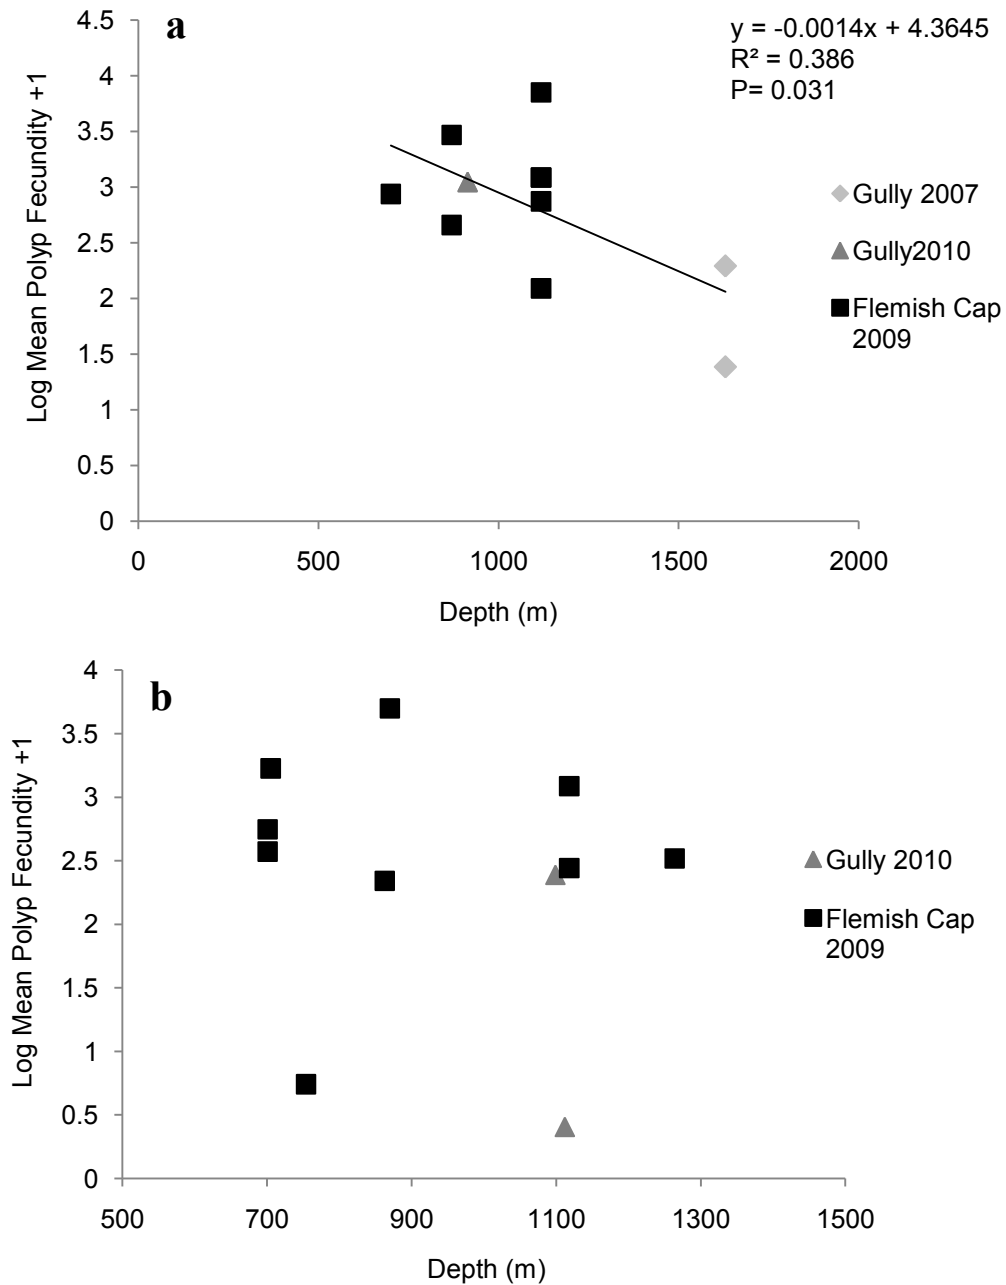 a
y = -0.0014x + 4.3645
R² = 0.386
P= 0.031
4.5
4
3.5
3
2.5
2
1.5
1
0.5
0
Log Mean Polyp Fecundity +1
0 500 1000 1500 2000
Depth (m)
Gully 2007
Gully2010
Flemish Cap
2009
b
4
3.5
3
2.5
2
1.5
1
0.5
0
Log Mean Polyp Fecundity +1
500 700 900 1100 1300 1500
Depth (m)
Gully 2010
Flemish Cap
2009